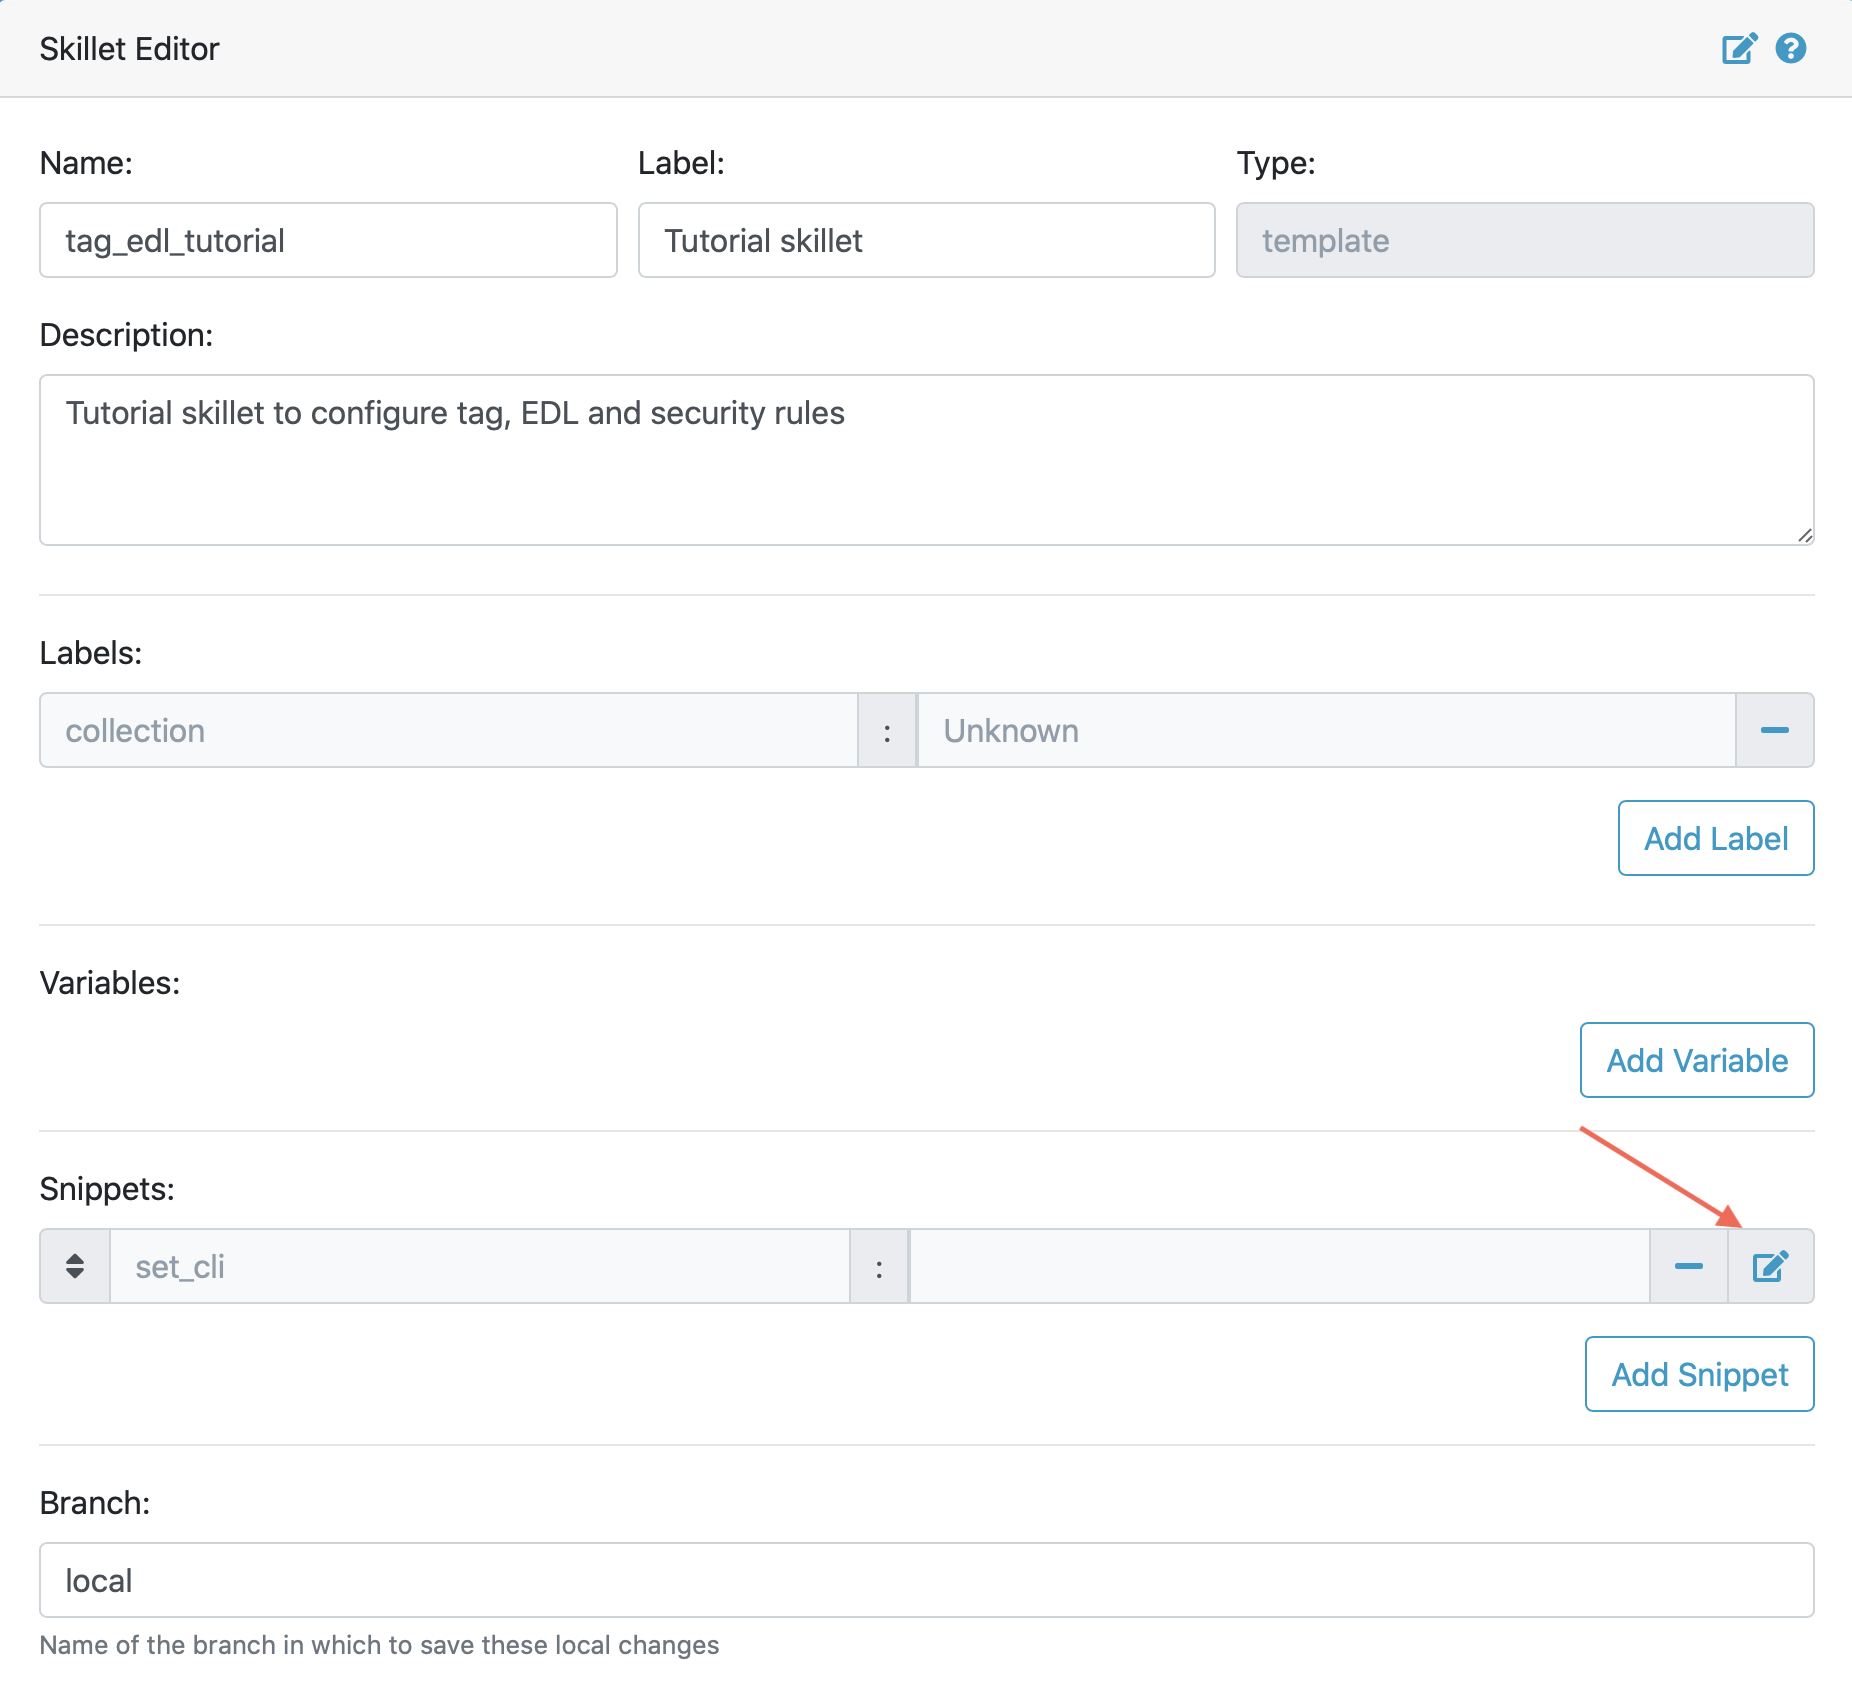 Skillet Editor
Name: Label: Type:
tag_edl_tutorial Tutorial skillet template
Description:
Tutorial skillet to configure tag, EDL and security rules
Labels:
collection : Unknown
Add Label
Variables:
Add Variable
Snippets:
set_cli :
Add Snippet
Branch:
local
Name of the branch in which to save these local changes